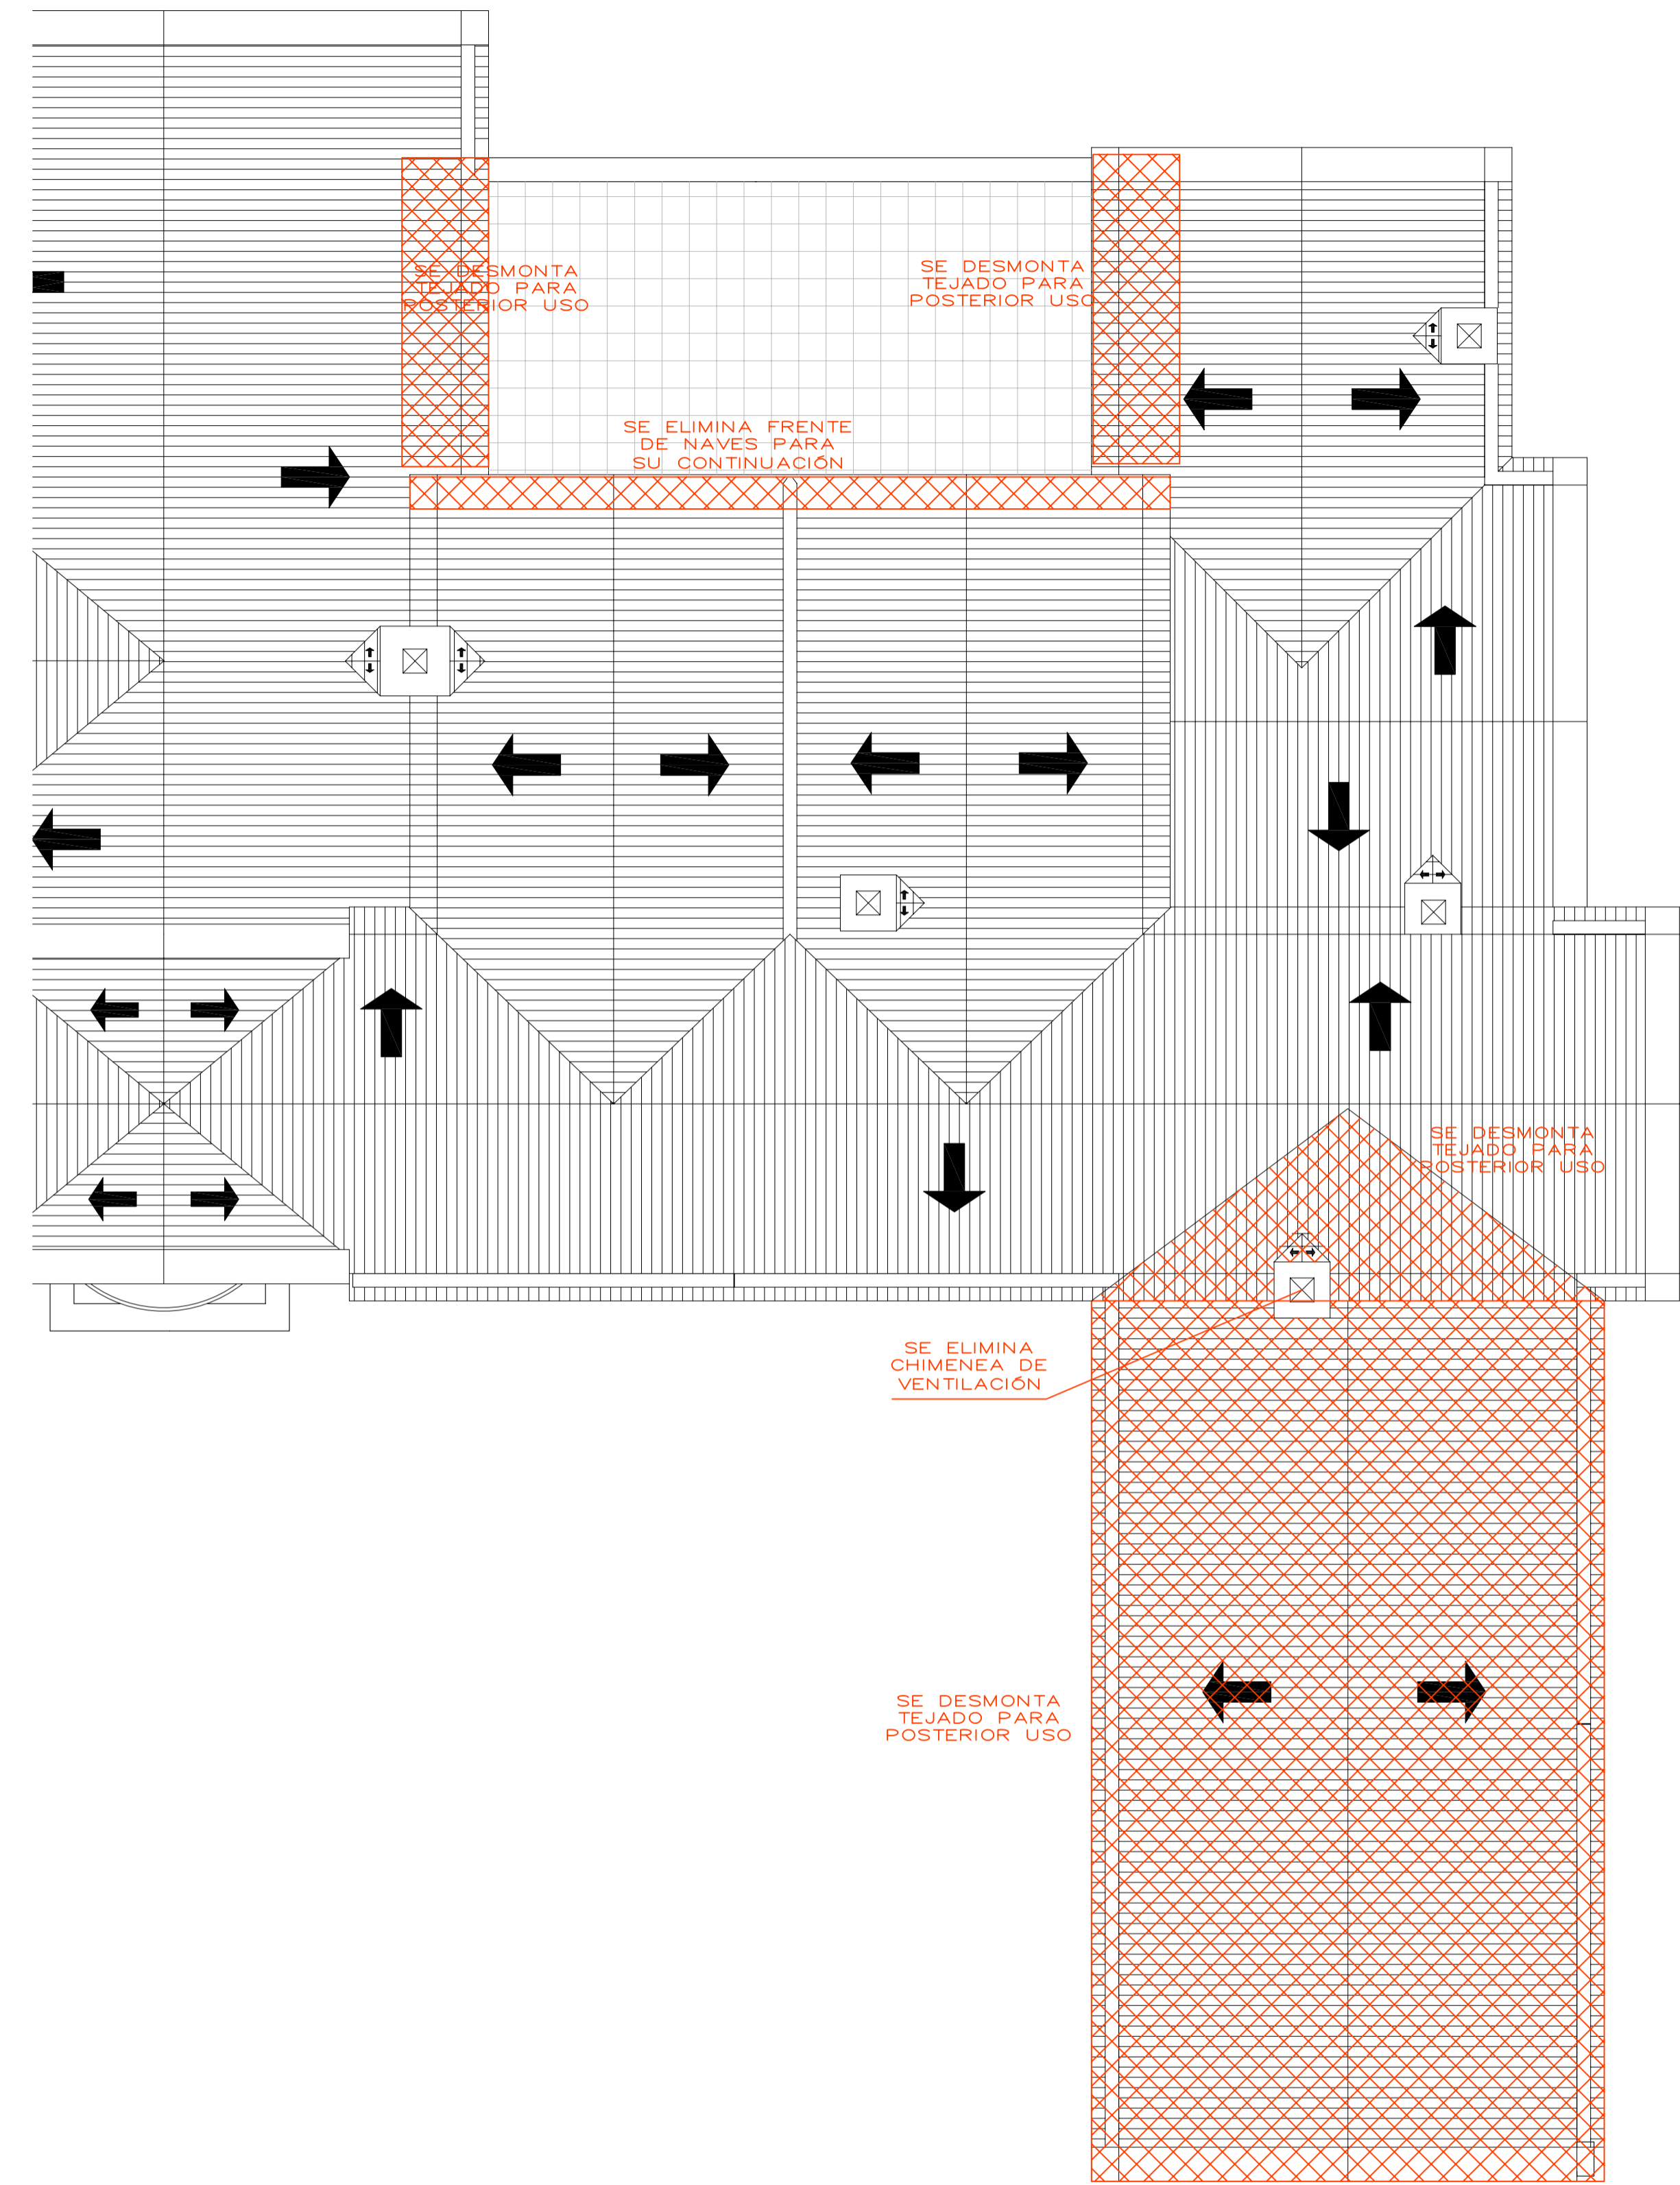 SE DESMONTA
TEJADO PARA
POSTERIOR USO
SE DESMONTA
TEJADO PARA
POSTERIOR USO
SE ELIMINA FRENTE
DE NAVES PARA
SU CONTINUACIÓN
SE DESMONTA
TEJADO PARA
POSTERIOR USO
SE ELIMINA
CHIMENEA DE
VENTILACIÓN
SE DESMONTA
TEJADO PARA
POSTERIOR USO